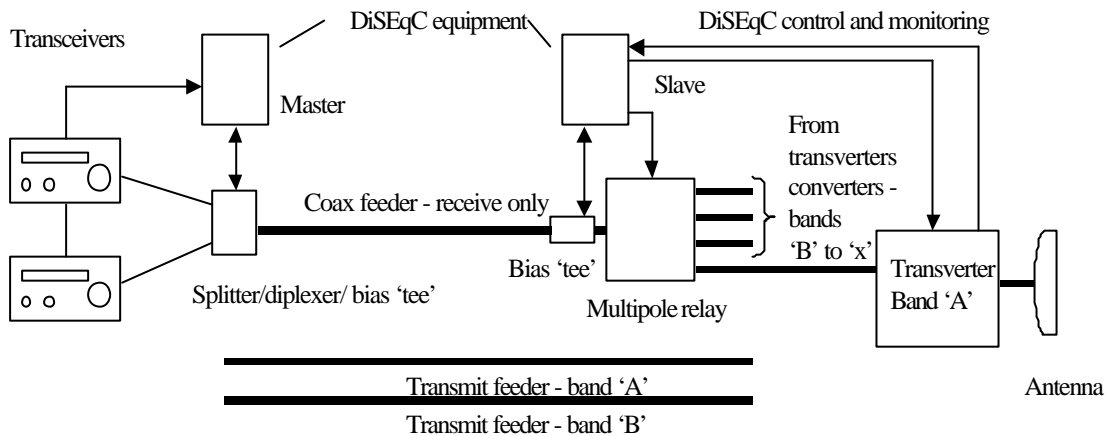 DiSEqC equipment
DiSEqC control and monitoring
Transceivers
Master
Slave
From
transverters
converters -
bands
‘B’ to ‘x’
Coax feeder - receive only
Bias ‘tee’
Transverter
Band ‘A’
Splitter/diplexer/ bias ‘tee’
Multipole relay
Transmit feeder - band ‘A’
Antenna
Transmit feeder - band ‘B’